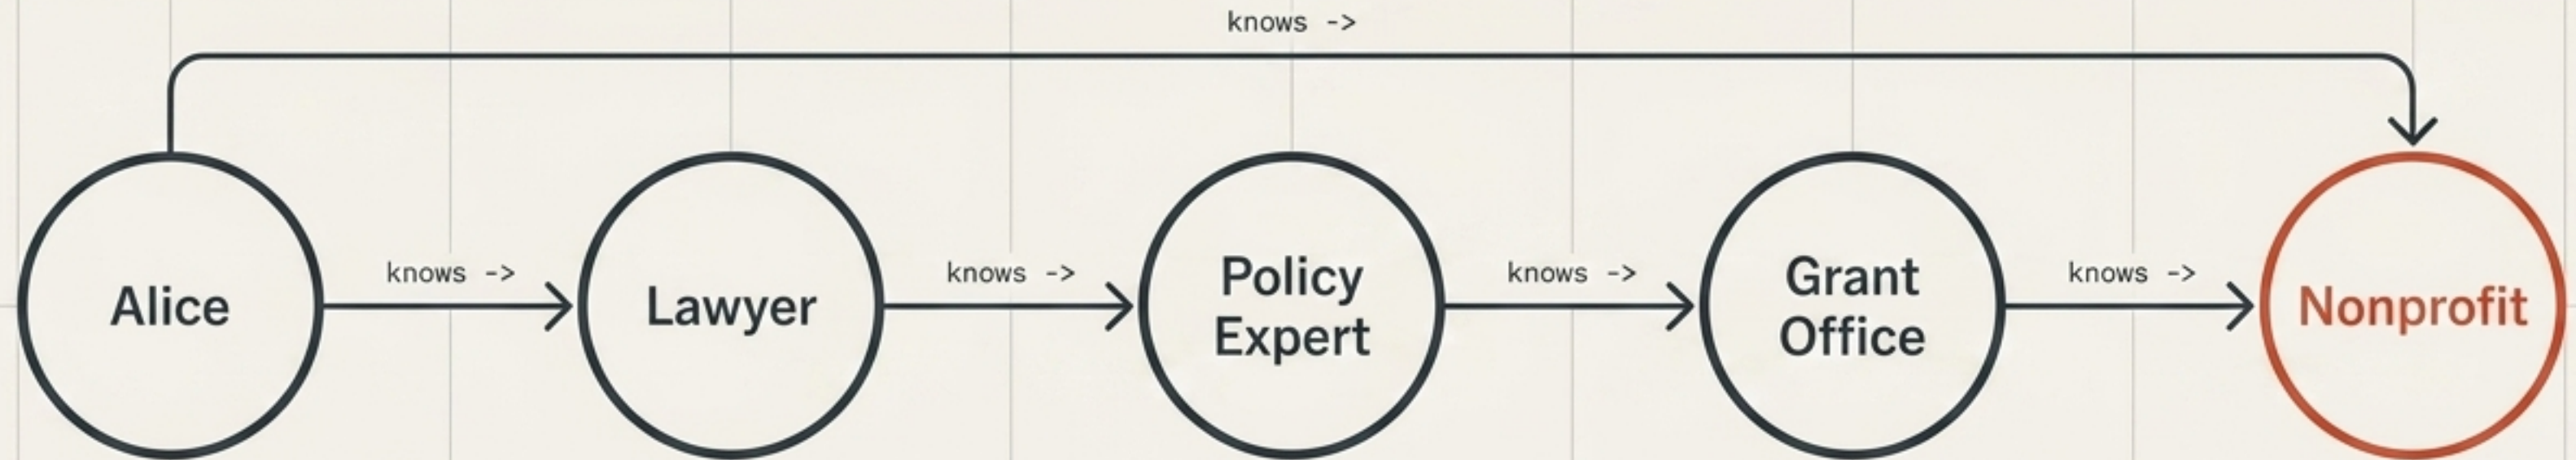 knows ->
Alice
knows ->
Lawyer
knows ->
Policy
Expert
knows ->
Grant
Office
knows ->
Nonprofit